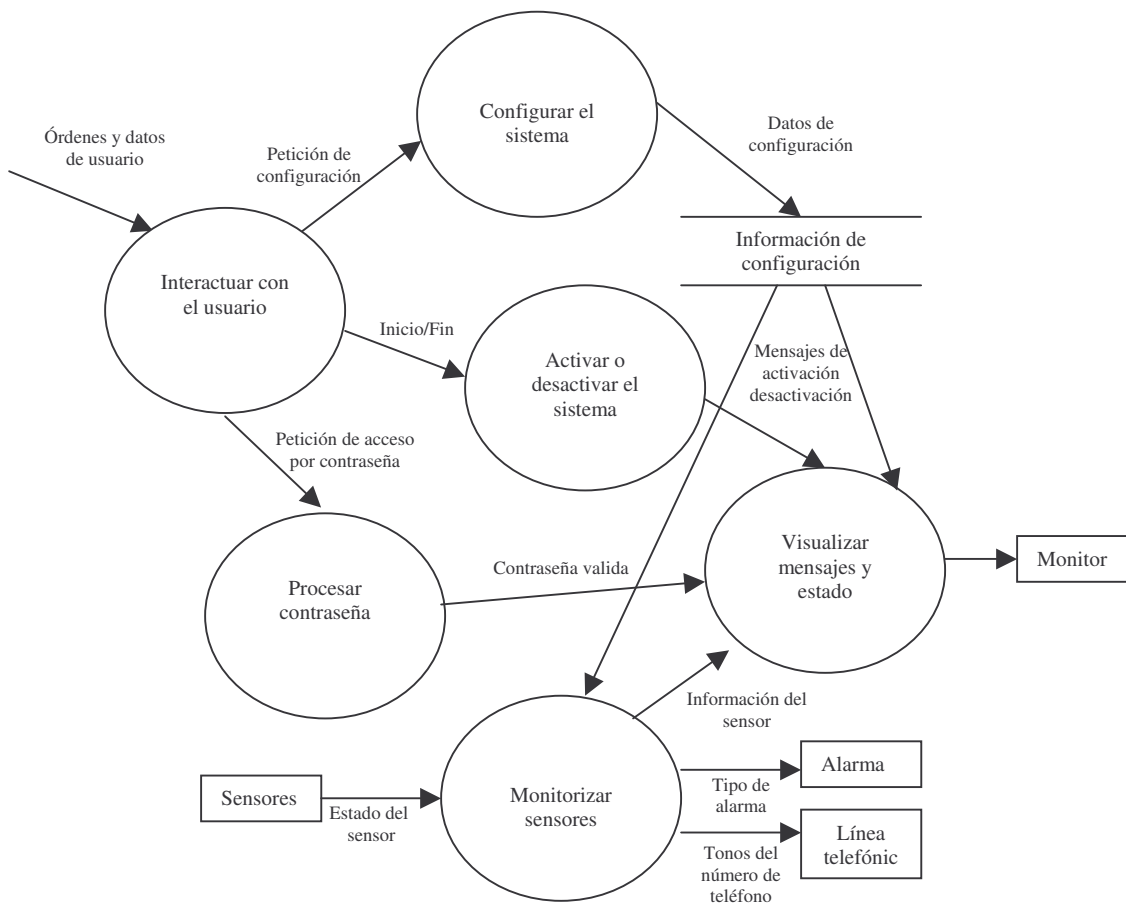 Configurar el
sistema
Órdenes y datos
de usuario
Petición de
configuración
Datos de
configuración
Información de
configuración
Interactuar con
el usuario
Inicio/Fin
Activar o
desactivar el
sistema
Mensajes de
activación
desactivación
Petición de acceso
por contraseña
Procesar
contraseña
Contraseña valida
Visualizar
mensajes y
estado
Monitor
Información del
sensor
Sensores
Estado del
sensor
Monitorizar
sensores
Alarma
Tipo de
alarma
Línea
telefónic
Tonos del
número de
teléfono